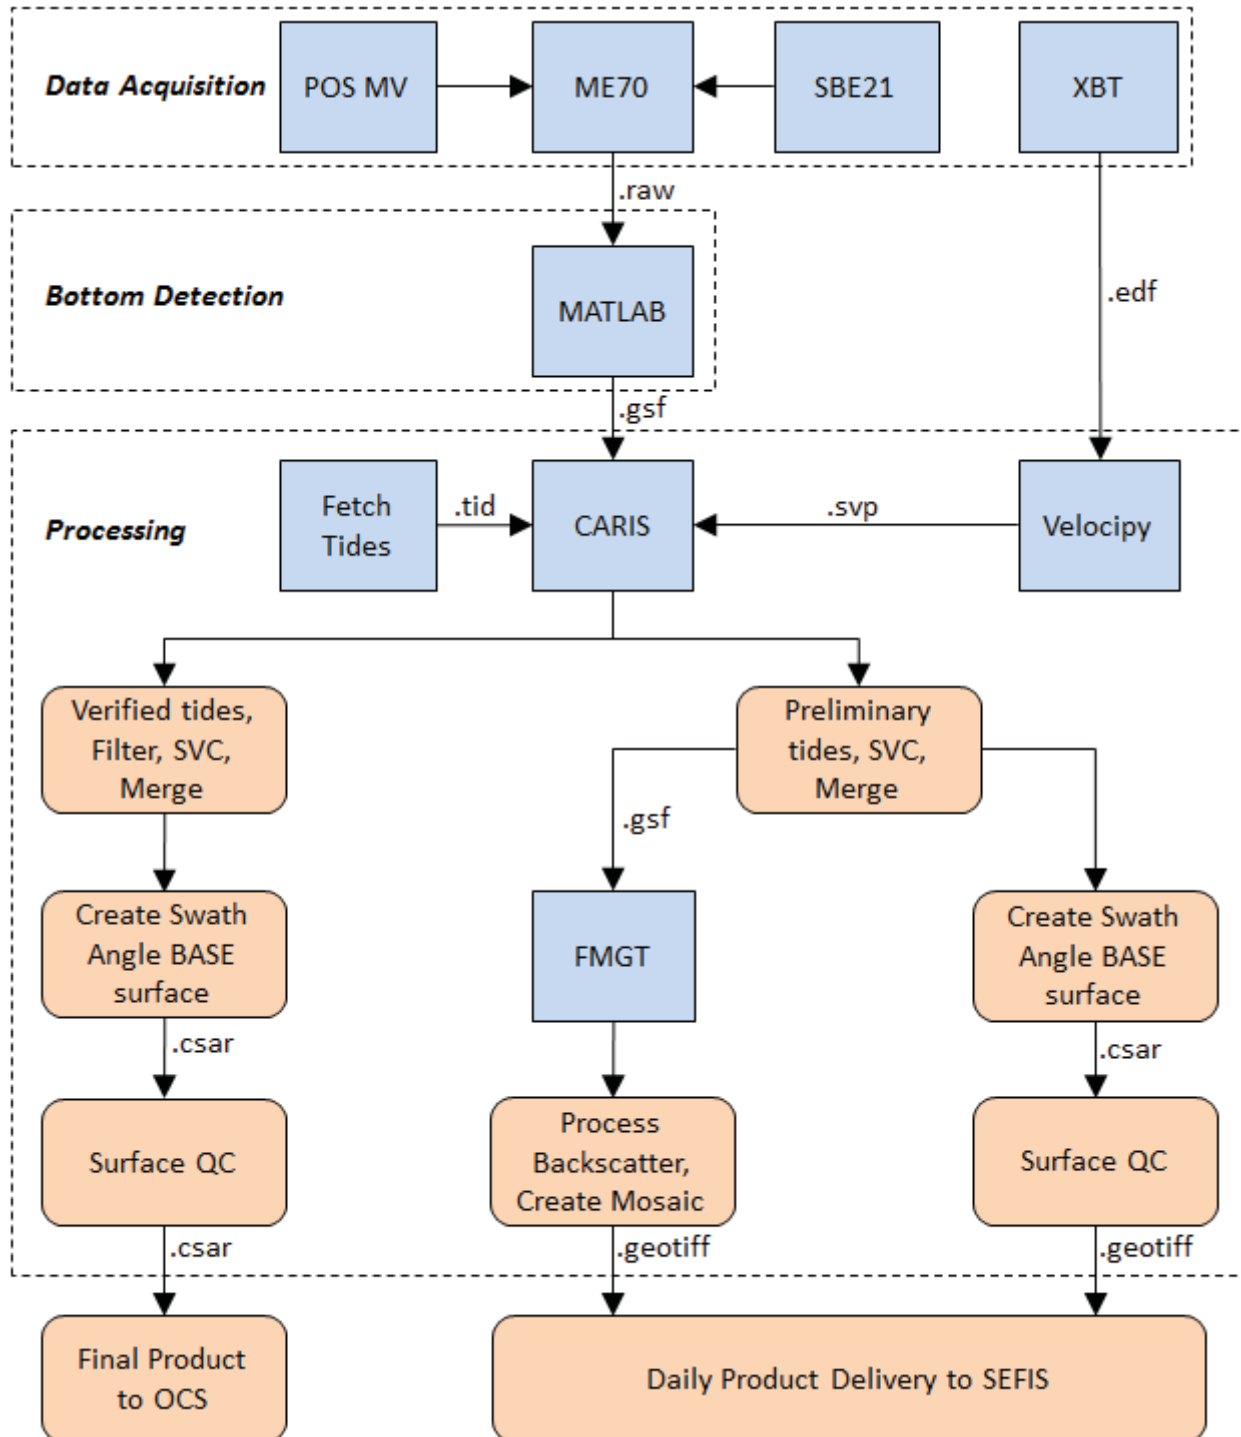 Data Acquisition
POS MV
ME70
SBE21
XBT
.raw
Bottom Detection
MATLAB
.edf
.gsf
Processing
Fetch
Tides
.tid
CARIS
.svp
Velocipy
Verified tides,
Filter, SVC,
Merge
Preliminary
tides, SVC,
Merge
.gsf
Create Swath
Angle BASE
surface
FMGT
Create Swath
Angle BASE
surface
.csar
.csar
Surface QC
Process
Backscatter,
Create Mosaic
Surface QC
.csar
.geotiff
.geotiff
Final Product
to OCS
Daily Product Delivery to SEFIS